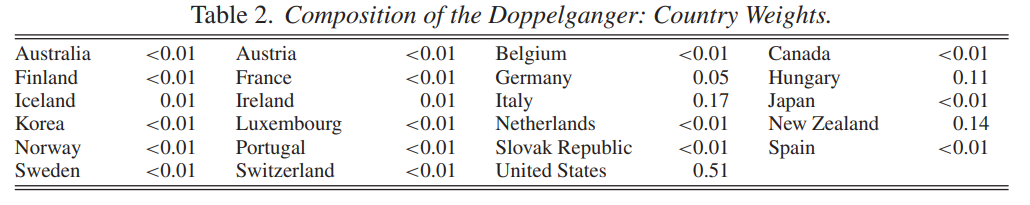 Table 2. Composition of the Doppelganger: Country Weights.
Australia <0.01 Austria <0.01 Belgium <0.01 Canada <0.01
Finland <0.01 France <0.01 Germany 0.05 Hungary 0.11
Iceland 0.01 Ireland 0.01 Italy 0.17 Japan <0.01
Korea <0.01 Luxembourg <0.01 Netherlands <0.01 New Zealand 0.14
Norway <0.01 Portugal <0.01 Slovak Republic <0.01 Spain <0.01
Sweden <0.01 Switzerland <0.01 United States 0.51